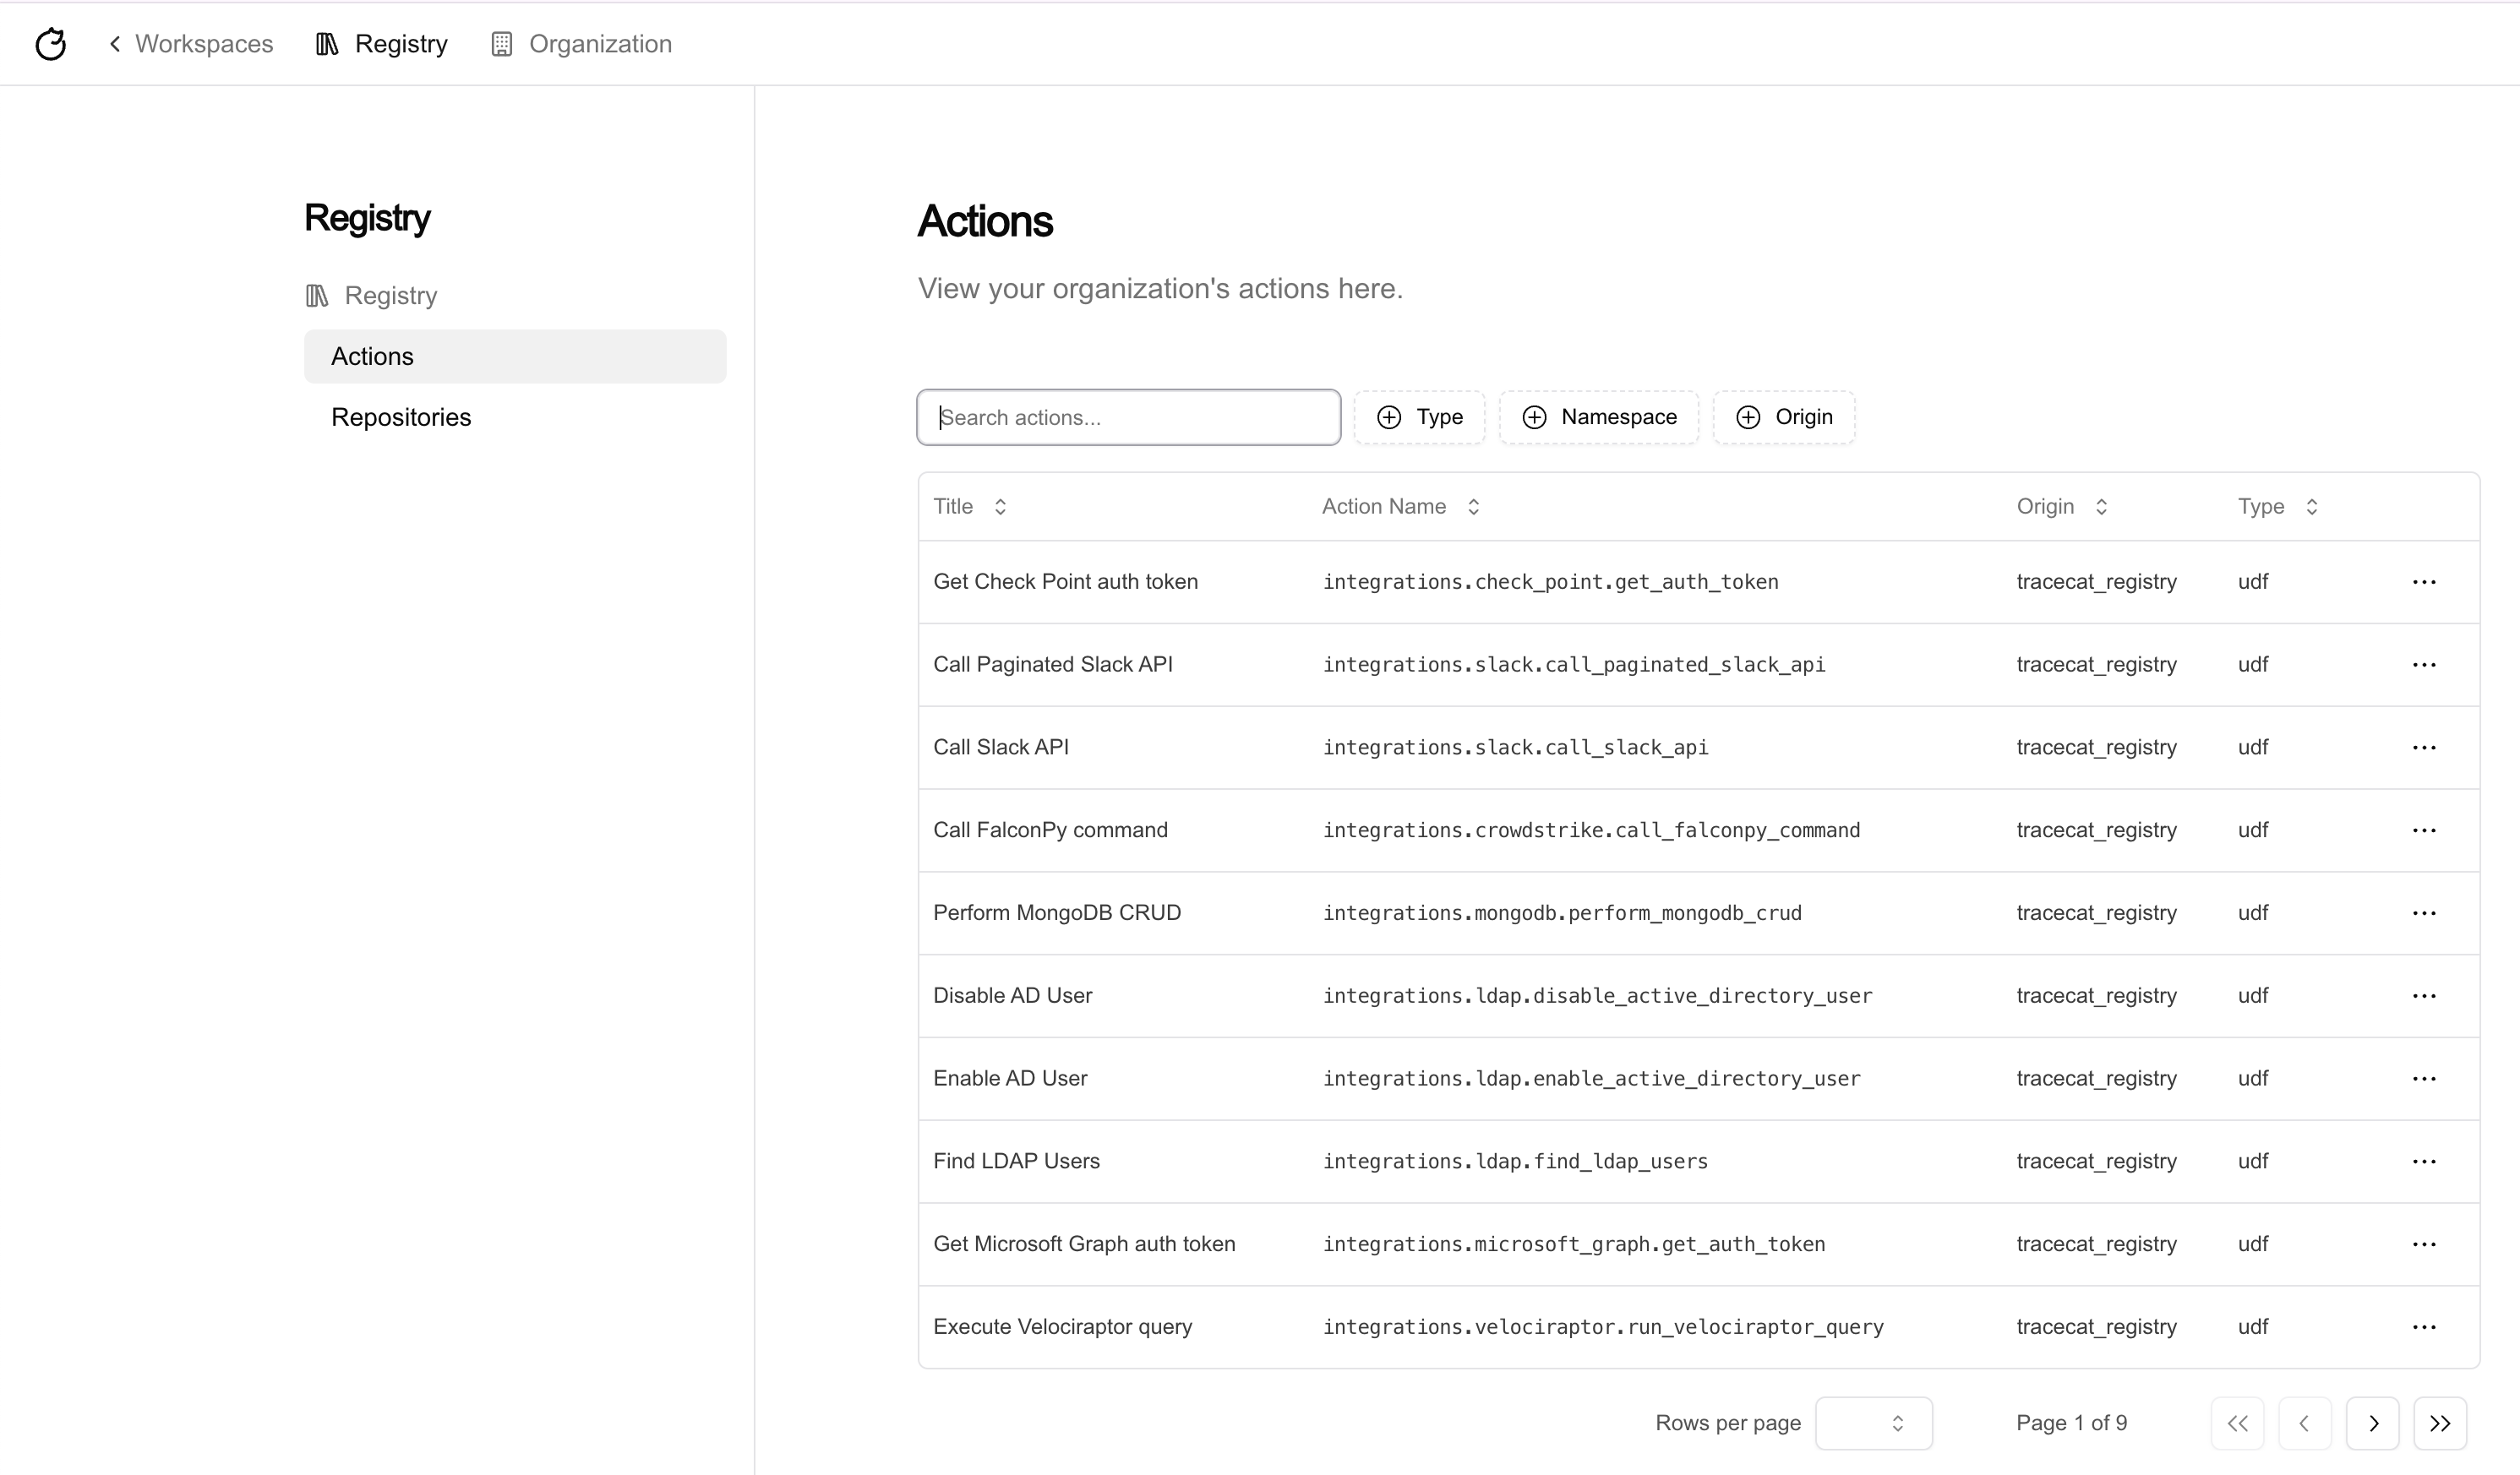 Workspaces Registry Organization
Registry
Registry
Actions
Repositories
Actions
View your organization's actions here.
Search actions... Type Namespace Origin
Title Action Name Origin Type
Get Check Point auth token integrations.check_point.get_auth_token tracecat_registry udf
Call Paginated Slack API integrations.slack.call_paginated_slack_api tracecat_registry udf
Call Slack API integrations.slack.call_slack_api tracecat_registry udf
Call FalconPy command integrations.crowdstrike.call_falconpy_command tracecat_registry udf
Perform MongoDB CRUD integrations.mongodb.perform_mongodb_crud tracecat_registry udf
Disable AD User integrations.ldap.disable_active_directory_user tracecat_registry udf
Enable AD User integrations.ldap.enable_active_directory_user tracecat_registry udf
Find LDAP Users integrations.ldap.find_ldap_users tracecat_registry udf
Get Microsoft Graph auth token integrations.microsoft_graph.get_auth_token tracecat_registry udf
Execute Velociraptor query integrations.velociraptor.run_velociraptor_query tracecat_registry udf
Rows per page Page 1 of 9